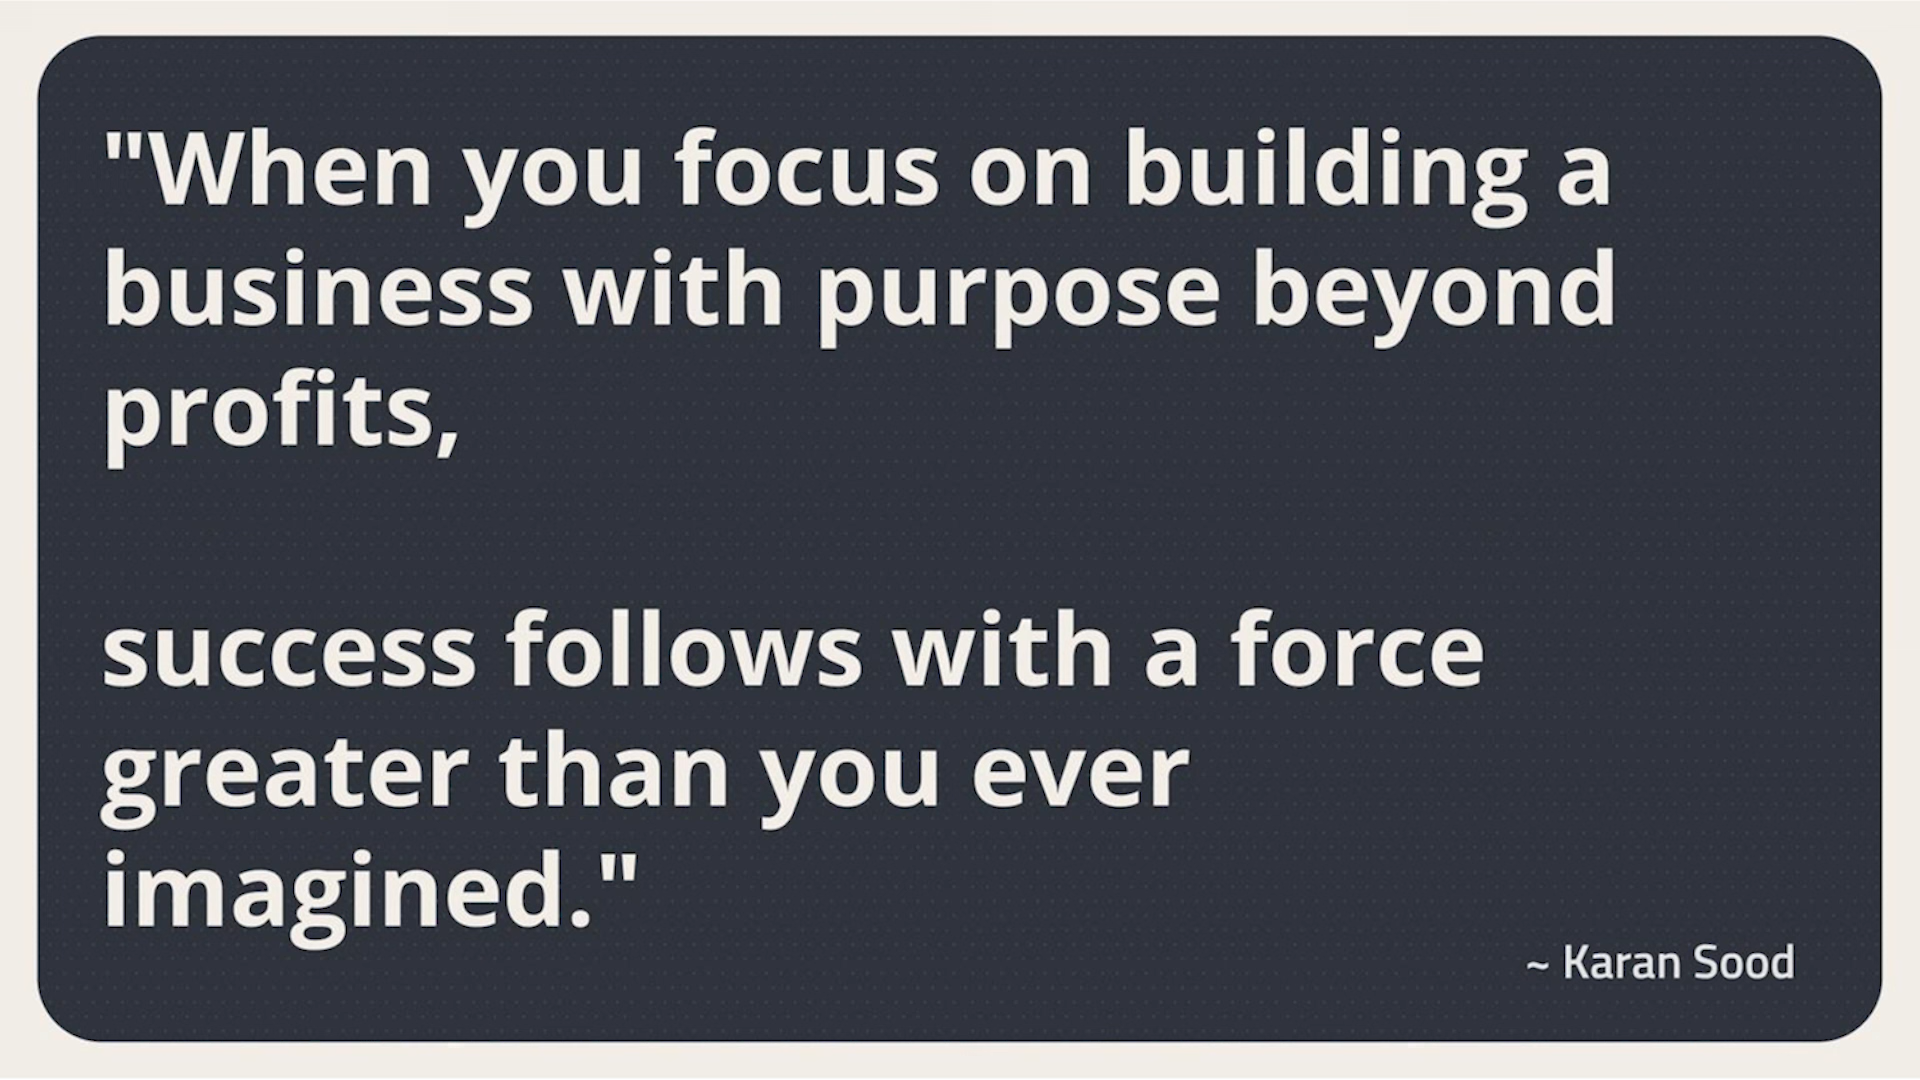 "When you focus on building a
business with purpose beyond
profits,
success follows with a force
greater than you ever
imagined."
~ Karan Sood